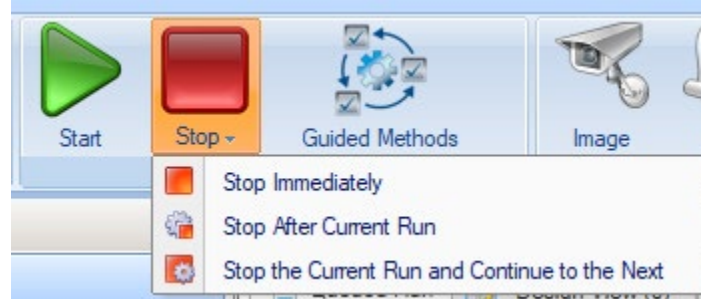 Start
Stop
Guided Methods
Image
Stop Immediately
Stop After Current Run
Stop the Current Run and Continue to the Next